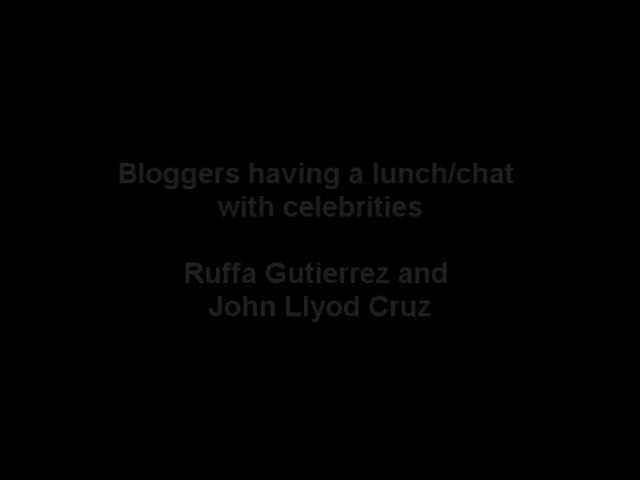 Bloggers having a lunch/chat
with celebrities
Ruffa Gutierrez and
John Llyod Cruz